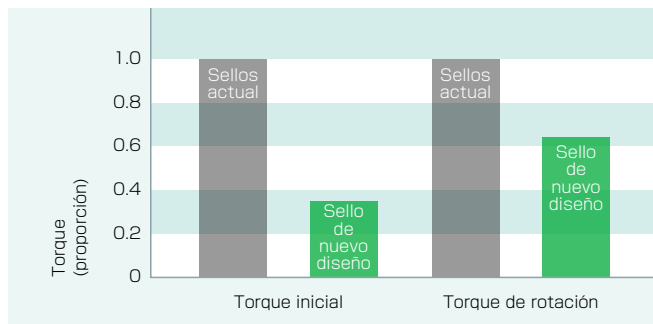 Torque
(proporción)
1.0
0.8
0.6
0.4
0.2
0
Sellos
actual
Sello
de
nuevo
diseño
Sellos
actual
Sello
de
nuevo
diseño
Torque inicial
Torque de rotación